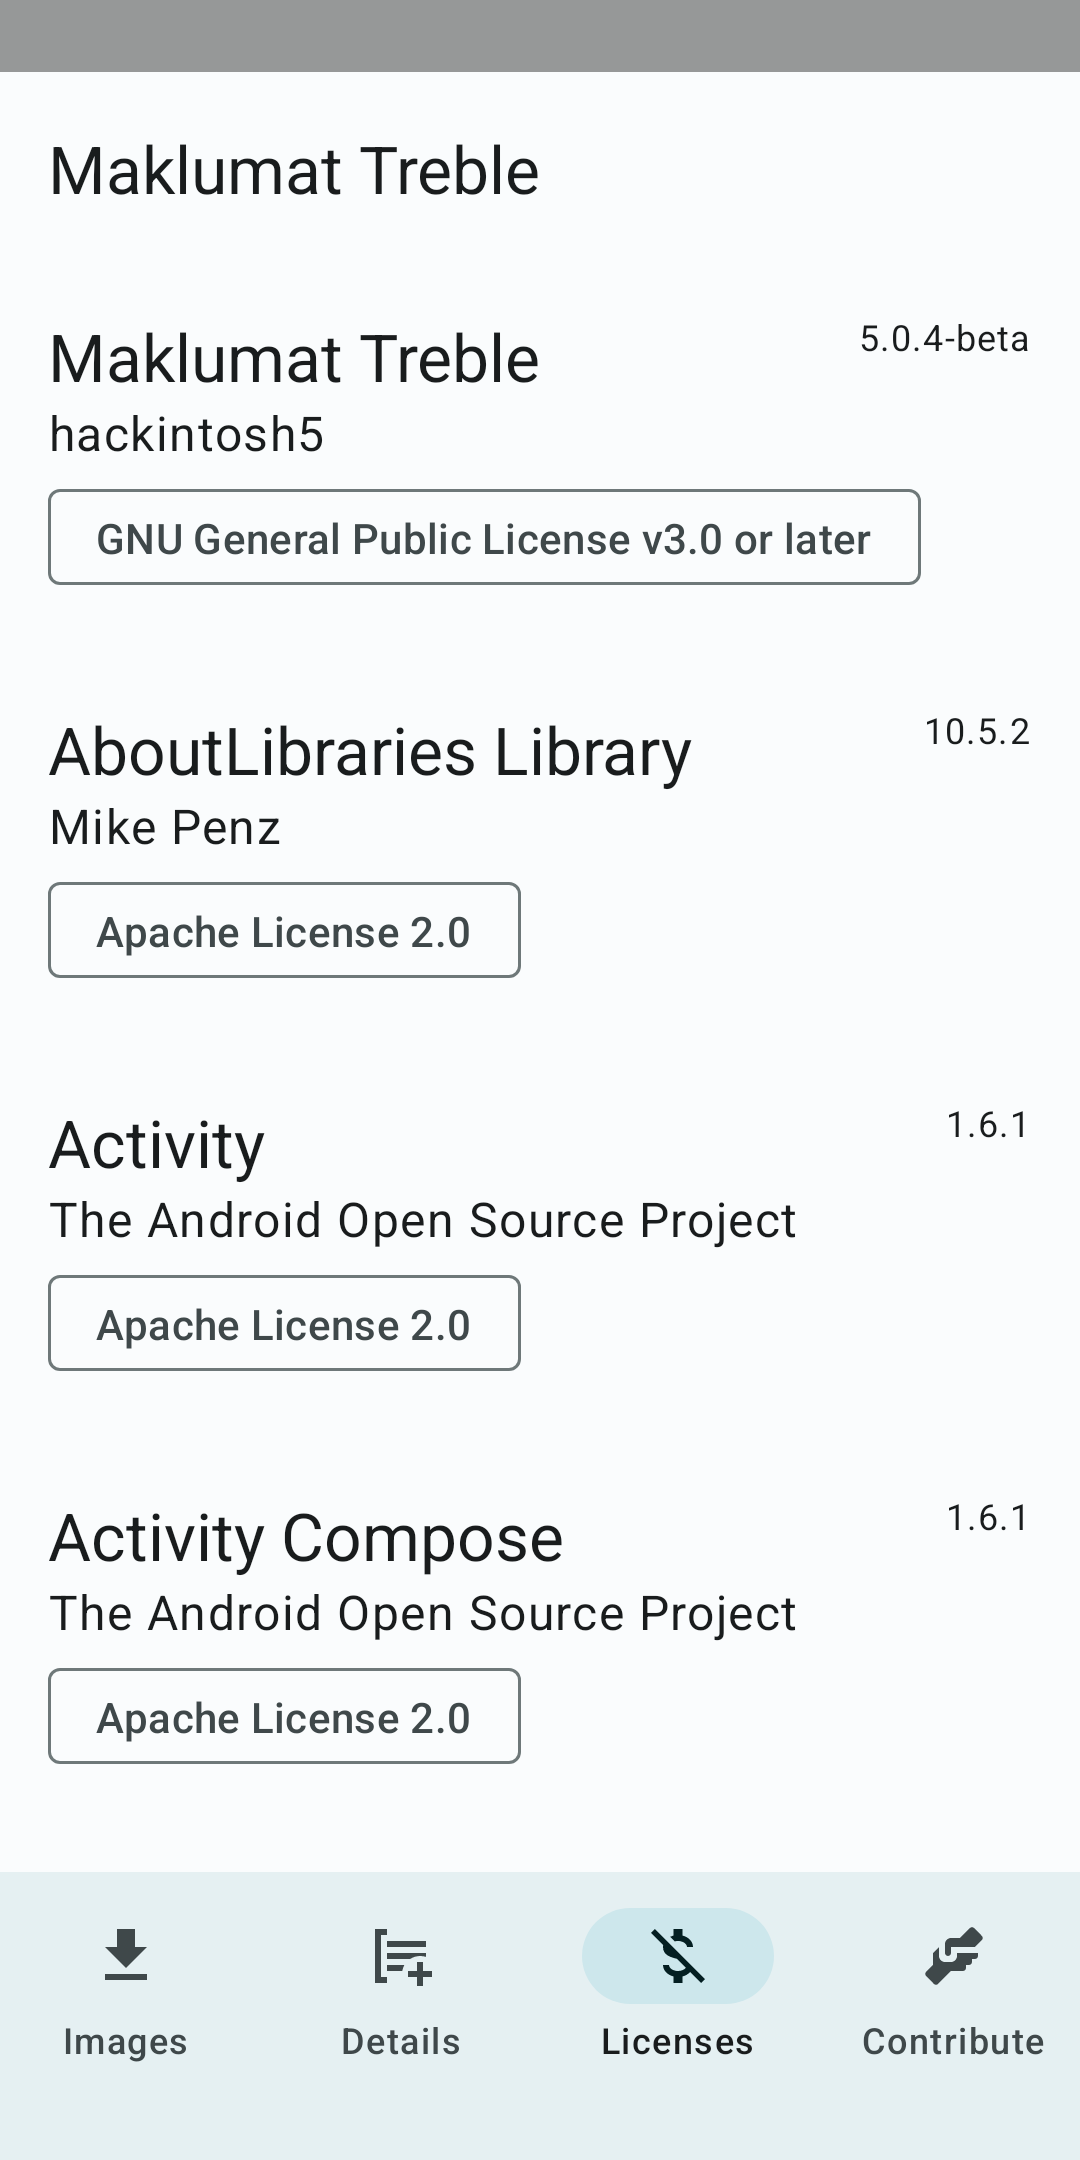 Maklumat Treble
Maklumat Treble
5.0.4-beta
hackintosh5
GNU General Public License v3.0 or later
AboutLibraries Library
10.5.2
Mike Penz
Apache License 2.0
Activity
1.6.1
The Android Open Source Project
Apache License 2.0
Activity Compose
1.6.1
The Android Open Source Project
Apache License 2.0
Images
Details
Licenses
Contribute